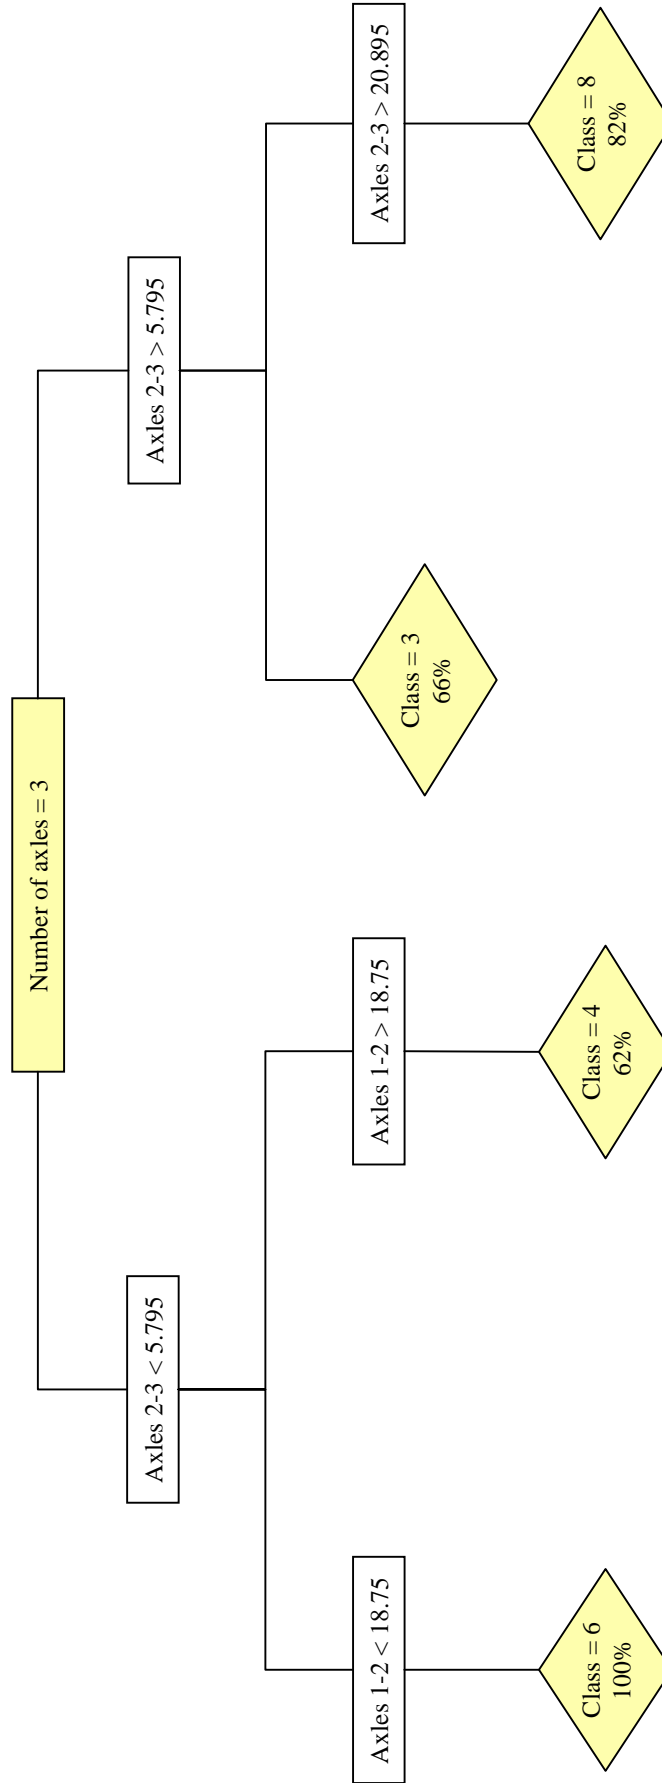 Number of axles = 3
Axles 2-3 < 5.795
Axles 2-3 > 5.795
Axles 1-2 < 18.75
Axles 1-2 > 18.75
Class = 3
66%
Axles 2-3 > 20.895
Class = 6
100%
Class = 4
62%
Class = 8
82%